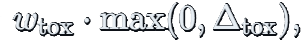 w_tox · max(0, Δ_tox),